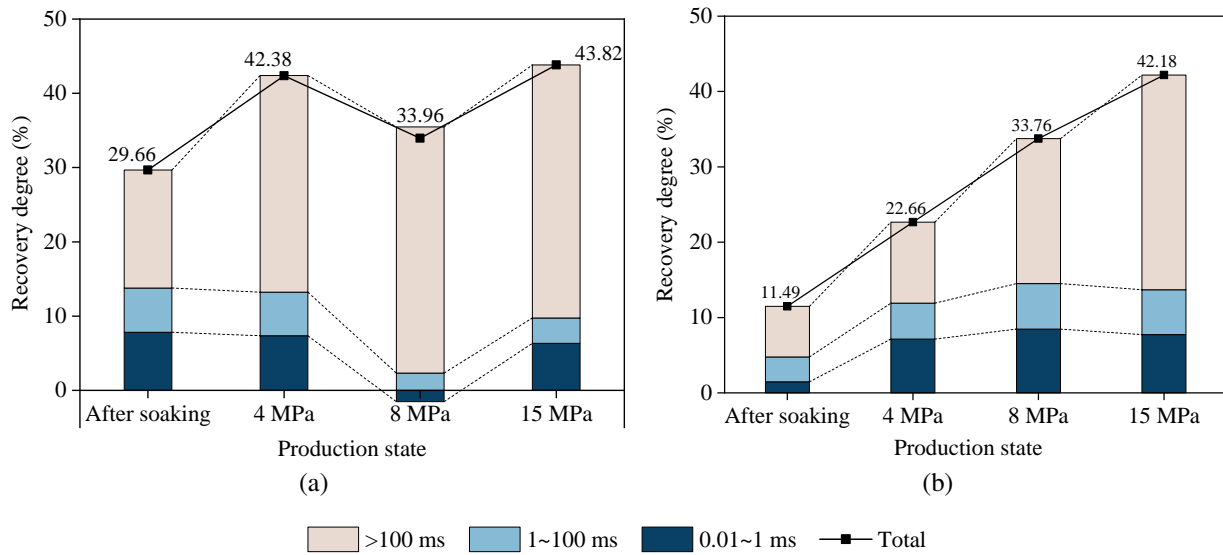 50
40
30
20
10
0
Recovery degree (%)
29.66
42.38
33.96
43.82
After soaking
4 MPa
8 MPa
15 MPa
Production state
(a)
50
40
30
20
10
0
Recovery degree (%)
11.49
22.66
33.76
42.18
After soaking
4 MPa
8 MPa
15 MPa
Production state
(b)
>100 ms
1~100 ms
0.01~1 ms
Total